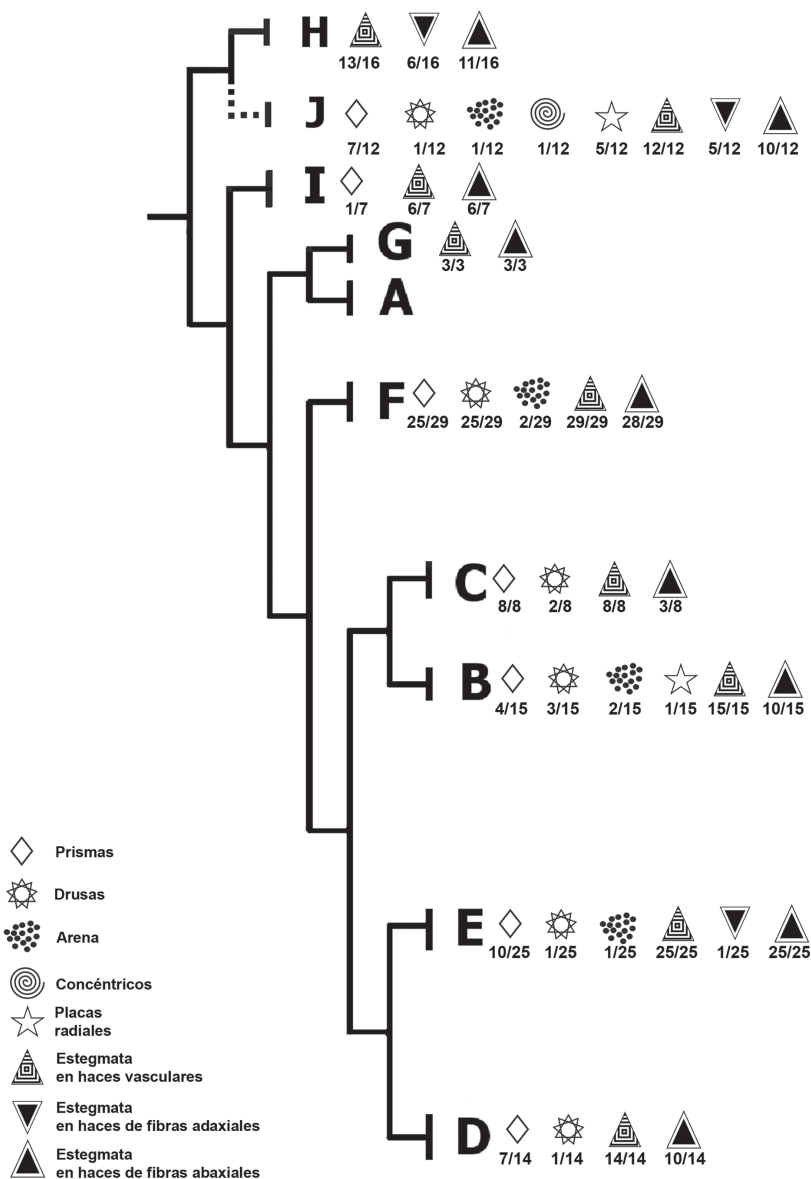 H
13/16 6/16 11/16
J
7/12 1/12 1/12 1/12 5/12 12/12 5/12 10/12
I
1/7 6/7 6/7
G
3/3 3/3
A
F
25/29 25/29 2/29 29/29 28/29
C
8/8 2/8 8/8 3/8
B
4/15 3/15 2/15 1/15 15/15 10/15
Prismas
Drusas
Arena
Concéntricos
Placas
radiales
Estegmata
en haces vasculares
Estegmata
en haces de fibras adaxiales
Estegmata
en haces de fibras abaxiales
E
10/25 1/25 1/25 25/25 1/25 25/25
D
7/14 1/14 14/14 10/14